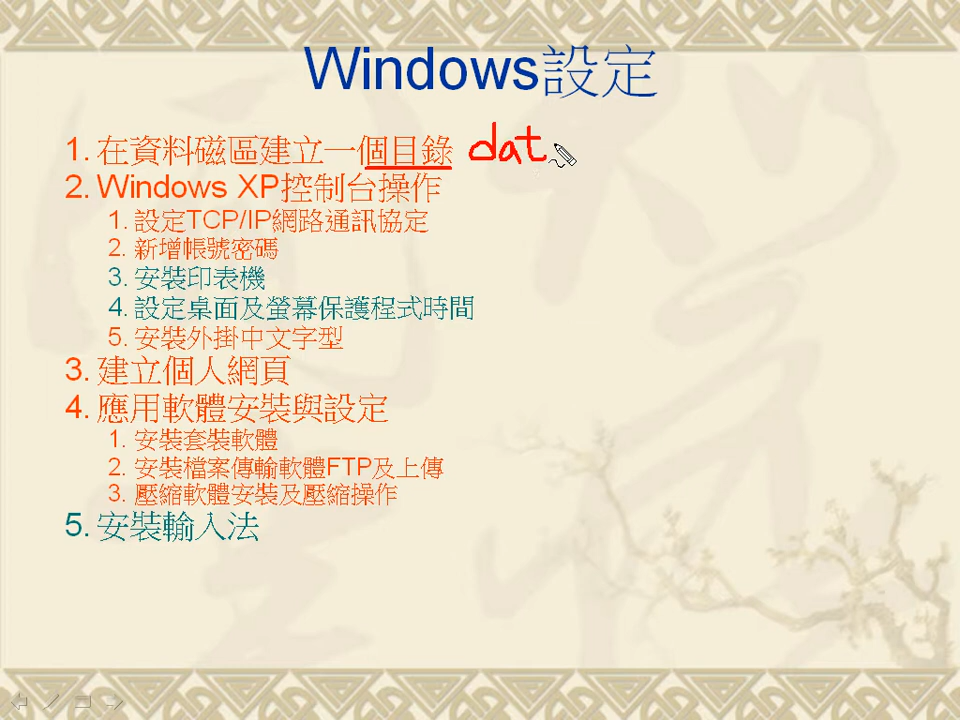 Windows設定
1. 在資料磁區建立一個目錄 dat
2. Windows XP控制台操作
1. 設定TCP/IP網路通訊協定
2. 新增帳號密碼
3. 安裝印表機
4. 設定桌面及螢幕保護程式時間
5. 安裝外掛中文字型
3. 建立個人網頁
4. 應用軟體安裝與設定
1. 安裝套裝軟體
2. 安裝檔案傳輸軟體FTP及上傳
3. 壓縮軟體安裝及壓縮操作
5. 安裝輸入法